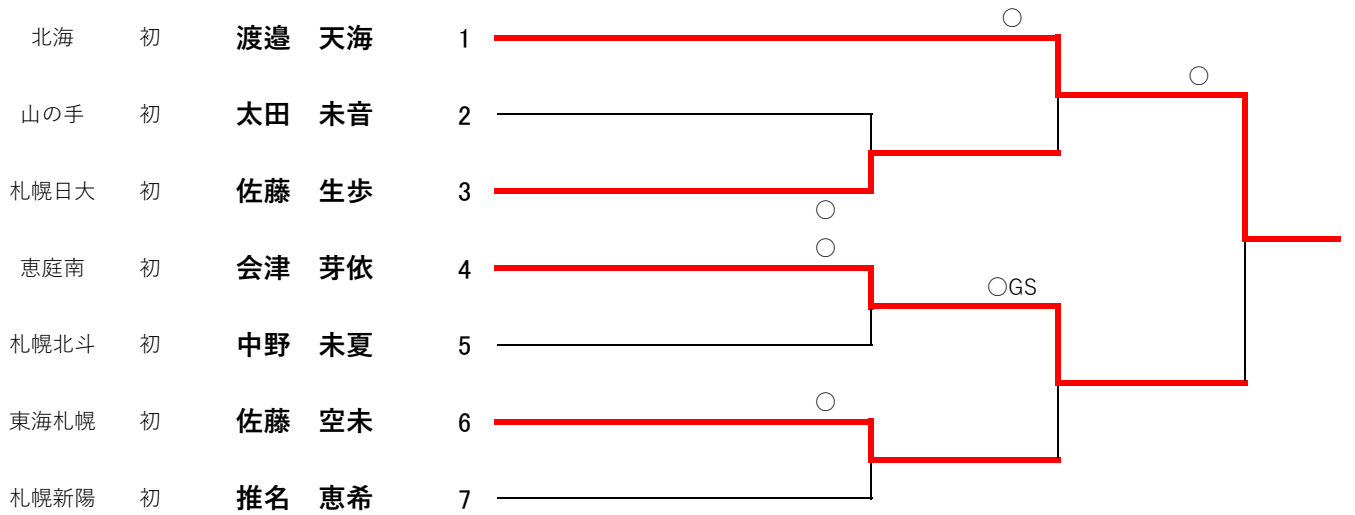 ○
北海 初 渡邉 天海 1
○
山の手 初 太田 未音 2
札幌日大 初 佐藤 生歩 3
○
○
恵庭南 初 会津 芽依 4
○GS
札幌北斗 初 中野 未夏 5
○
東海札幌 初 佐藤 空未 6
札幌新陽 初 推名 恵希 7